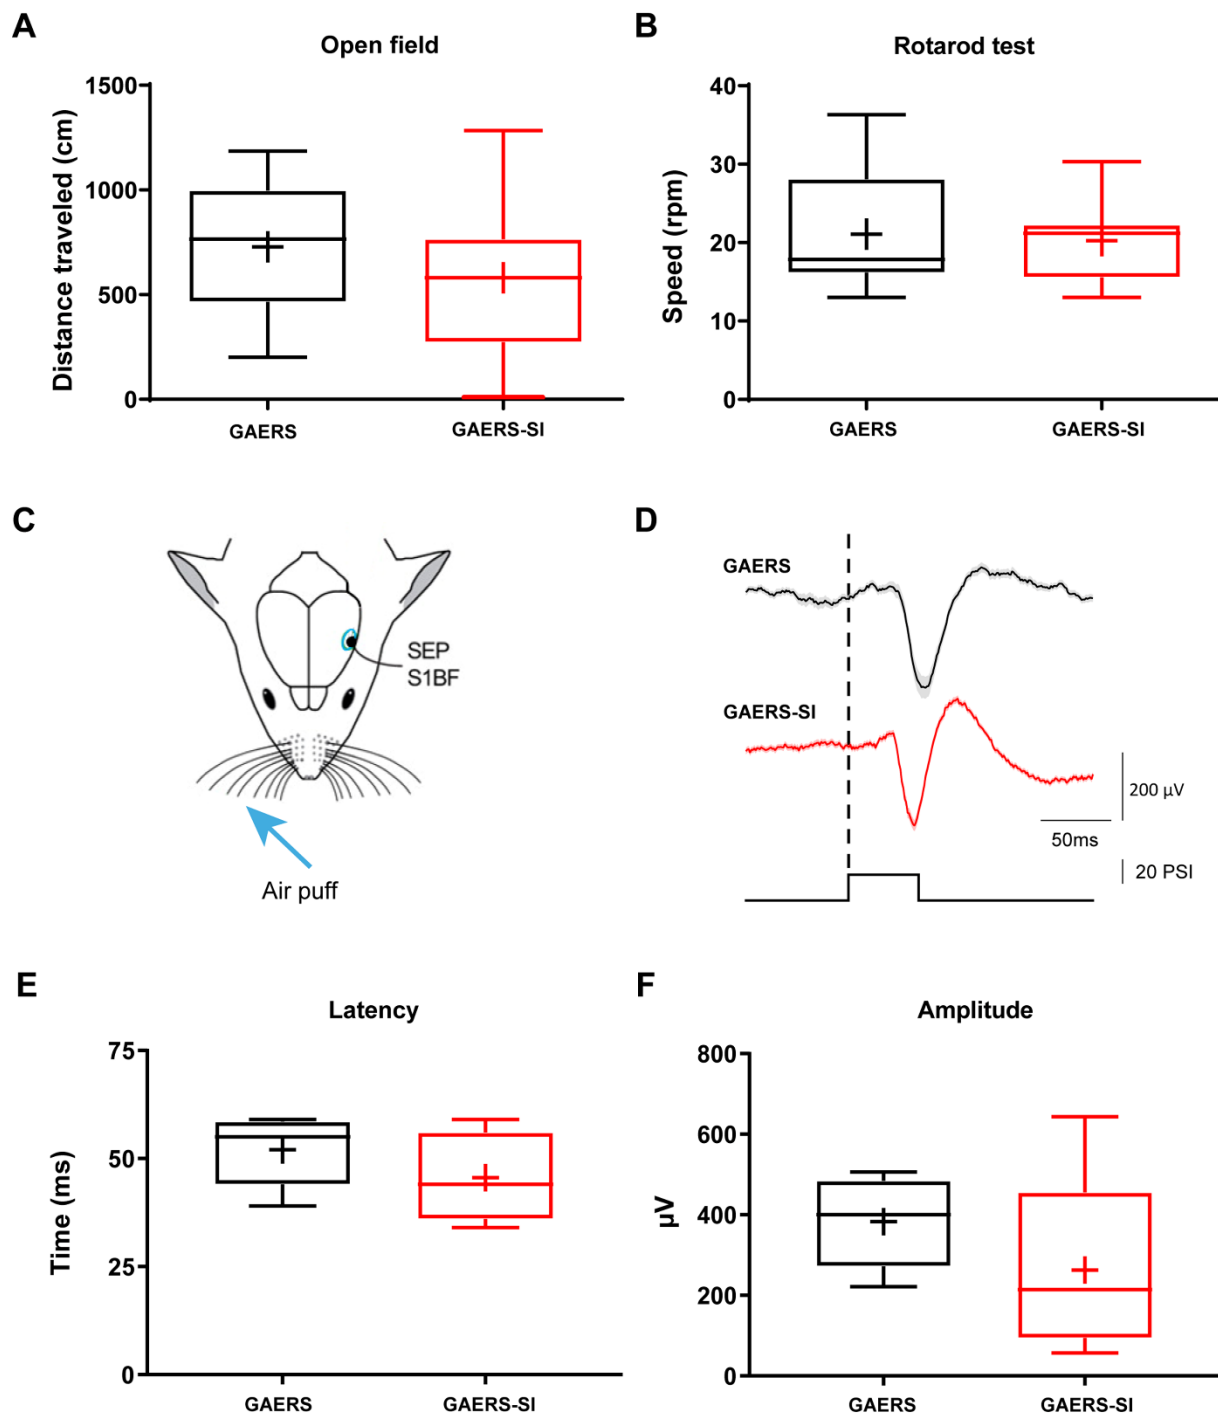 A
Open field
1500
1000
500
0
Distance traveled (cm)
GAERS
GAERS-SI
B
Rotarod test
40
30
20
10
0
Speed (rpm)
GAERS
GAERS-SI
C
SEP
S1BF
Air puff
D
GAERS
GAERS-SI
200 µV
50ms
20 PSI
E
Latency
75
50
25
0
Time (ms)
GAERS
GAERS-SI
F
Amplitude
800
600
400
200
0
µV
GAERS
GAERS-SI